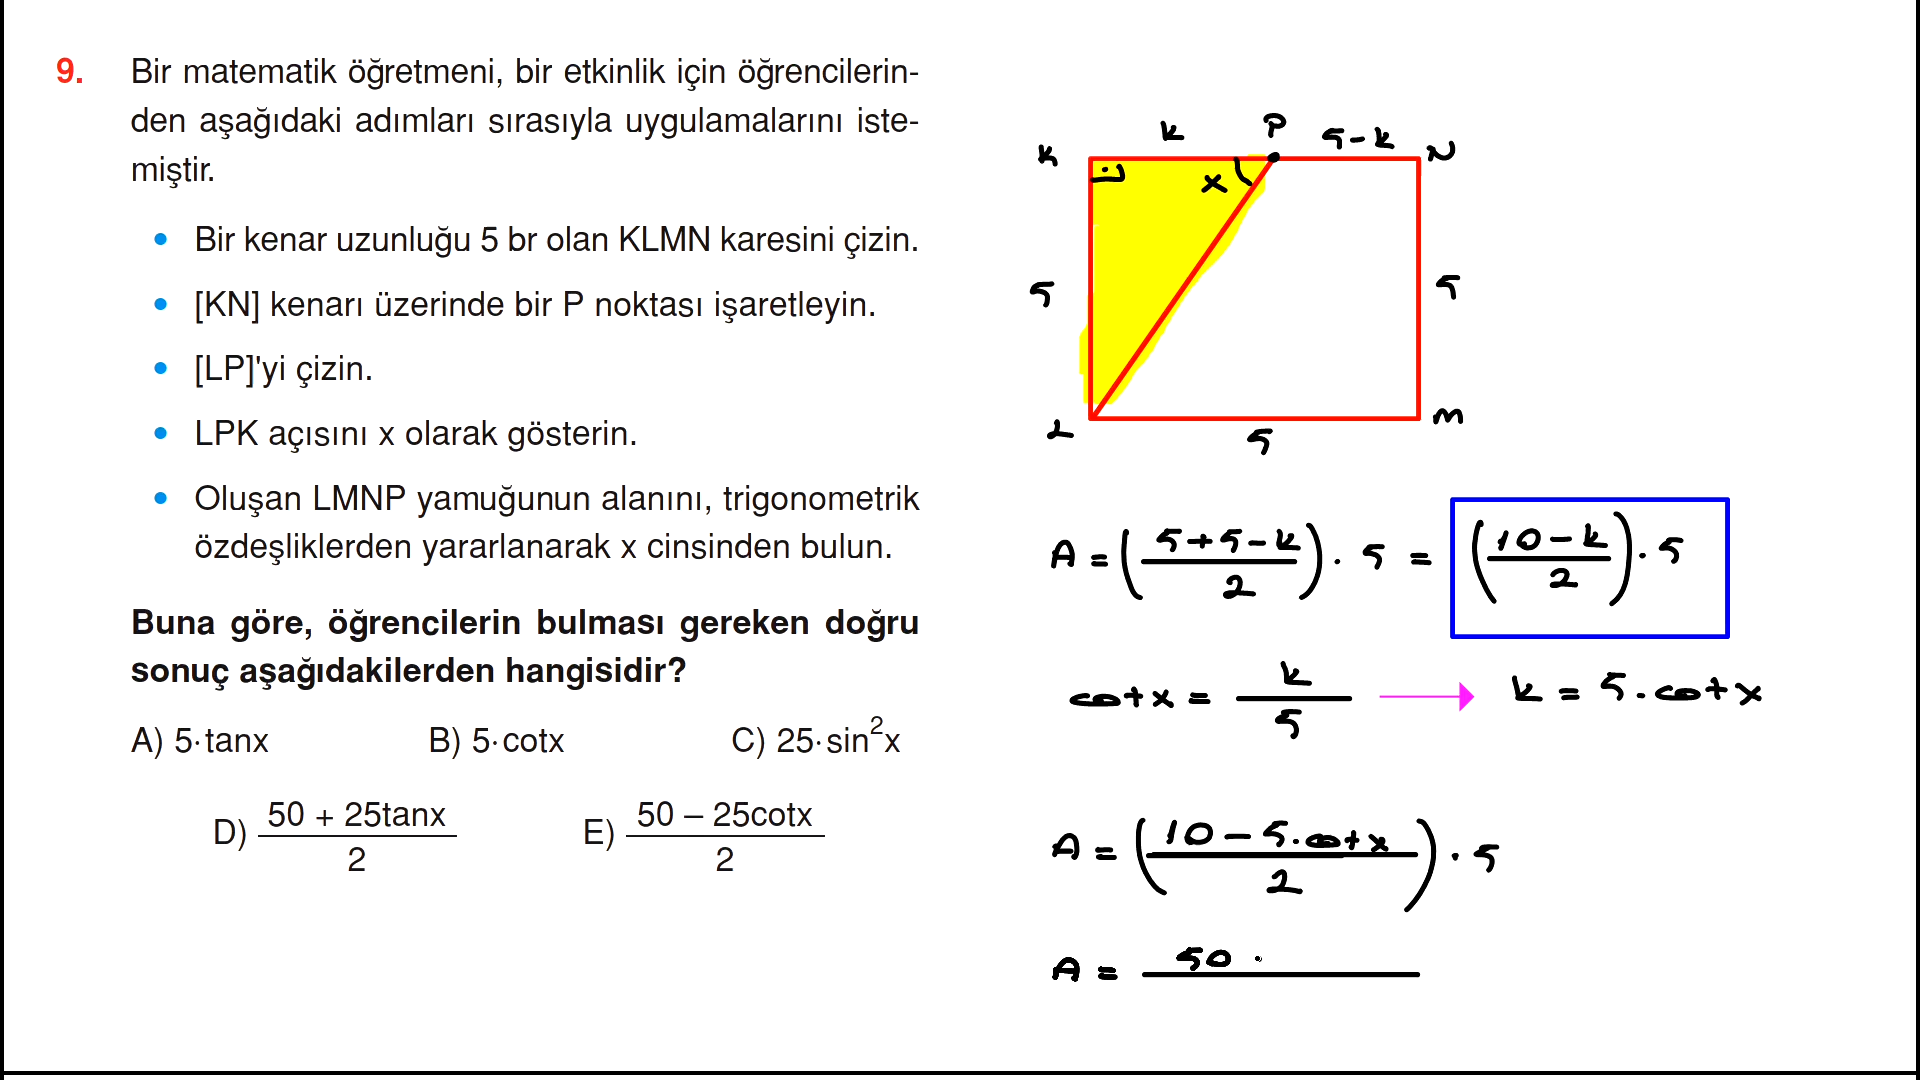 9. Bir matematik öğretmeni, bir etkinlik için öğrencilerin-
den aşağıdaki adımları sırasıyla uygulamalarını iste-
miştir.
• Bir kenar uzunluğu 5 br olan KLMN karesini çizin.
• [KN] kenarı üzerinde bir P noktası işaretleyin.
• [LP]'yi çizin.
• LPK açısını x olarak gösterin.
• Oluşan LMNP yamuğunun alanını, trigonometrik
özdeşliklerden yararlanarak x cinsinden bulun.
Buna göre, öğrencilerin bulması gereken doğru
sonuç aşağıdakilerden hangisidir?
A) 5·tanx B) 5·cotx C) 25·sin²x
D) (50 + 25tanx)/2 E) (50 – 25cotx)/2
K k P 5-k N
x
5 5
L 5 M
A = ((5+5-k)/2) · 5 = ((10-k)/2) · 5
cotx = k/5 → k = 5·cotx
A = ((10-5·cotx)/2) · 5
A = 50